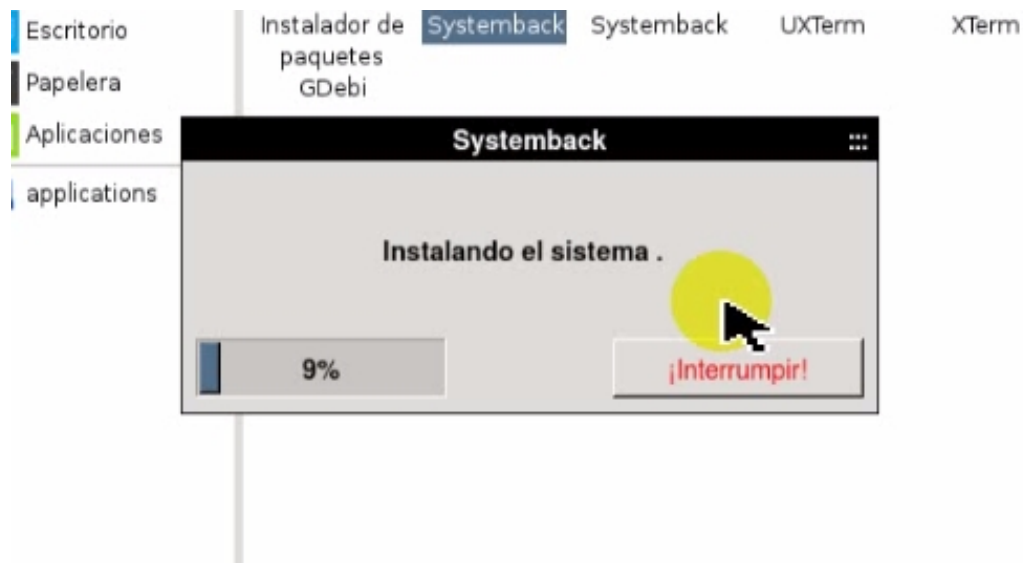 Escritorio
Papelera
Aplicaciones
applications
Instalador de
paquetes
GDebi
Systemback
Systemback
UXTerm
XTerm
Systemback
Instalando el sistema .
9%
¡Interrumpir!